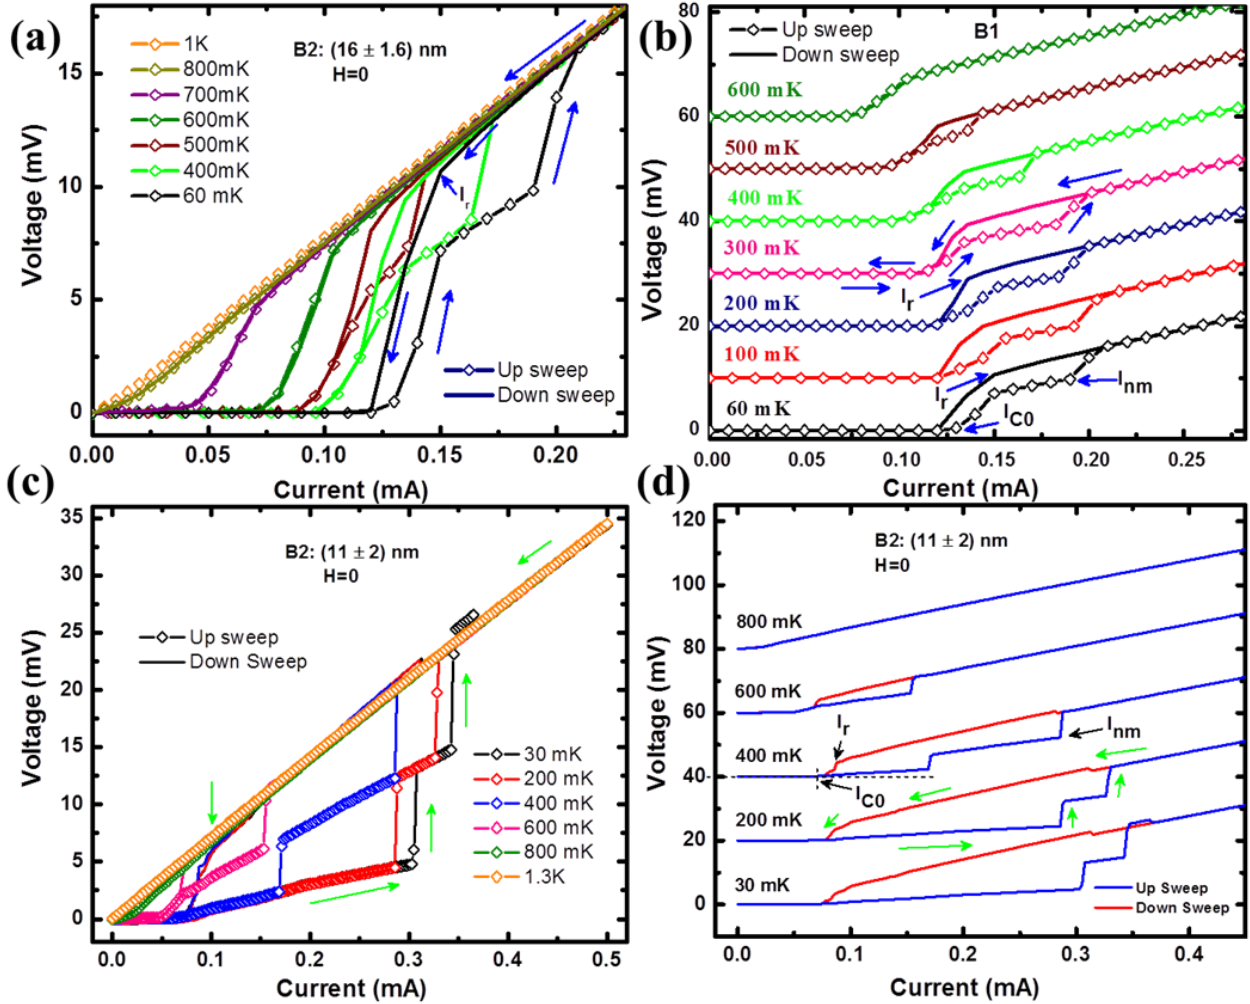 (a)
B2: (16 ± 1.6) nm
H=0
1K
800mK
700mK
600mK
500mK
400mK
60 mK
I_r
Up sweep
Down sweep
15
10
5
0
0.00 0.05 0.10 0.15 0.20
Voltage (mV)
Current (mA)
(b)
Up sweep
Down sweep
B1
600 mK
500 mK
400 mK
300 mK
200 mK
100 mK
60 mK
I_r
I_r
I_nm
I_C0
80
60
40
20
0
0.00 0.05 0.10 0.15 0.20 0.25
Voltage (mV)
Current (mA)
(c)
B2: (11 ± 2) nm
H=0
Up sweep
Down Sweep
30 mK
200 mK
400 mK
600 mK
800 mK
1.3K
35
30
25
20
15
10
5
0
0.0 0.1 0.2 0.3 0.4 0.5
Voltage (mV)
Current (mA)
(d)
B2: (11 ± 2) nm
H=0
800 mK
600 mK
400 mK
200 mK
30 mK
I_r
I_nm
I_C0
Up Sweep
Down Sweep
120
100
80
60
40
20
0
0.0 0.1 0.2 0.3 0.4
Voltage (mV)
Current (mA)